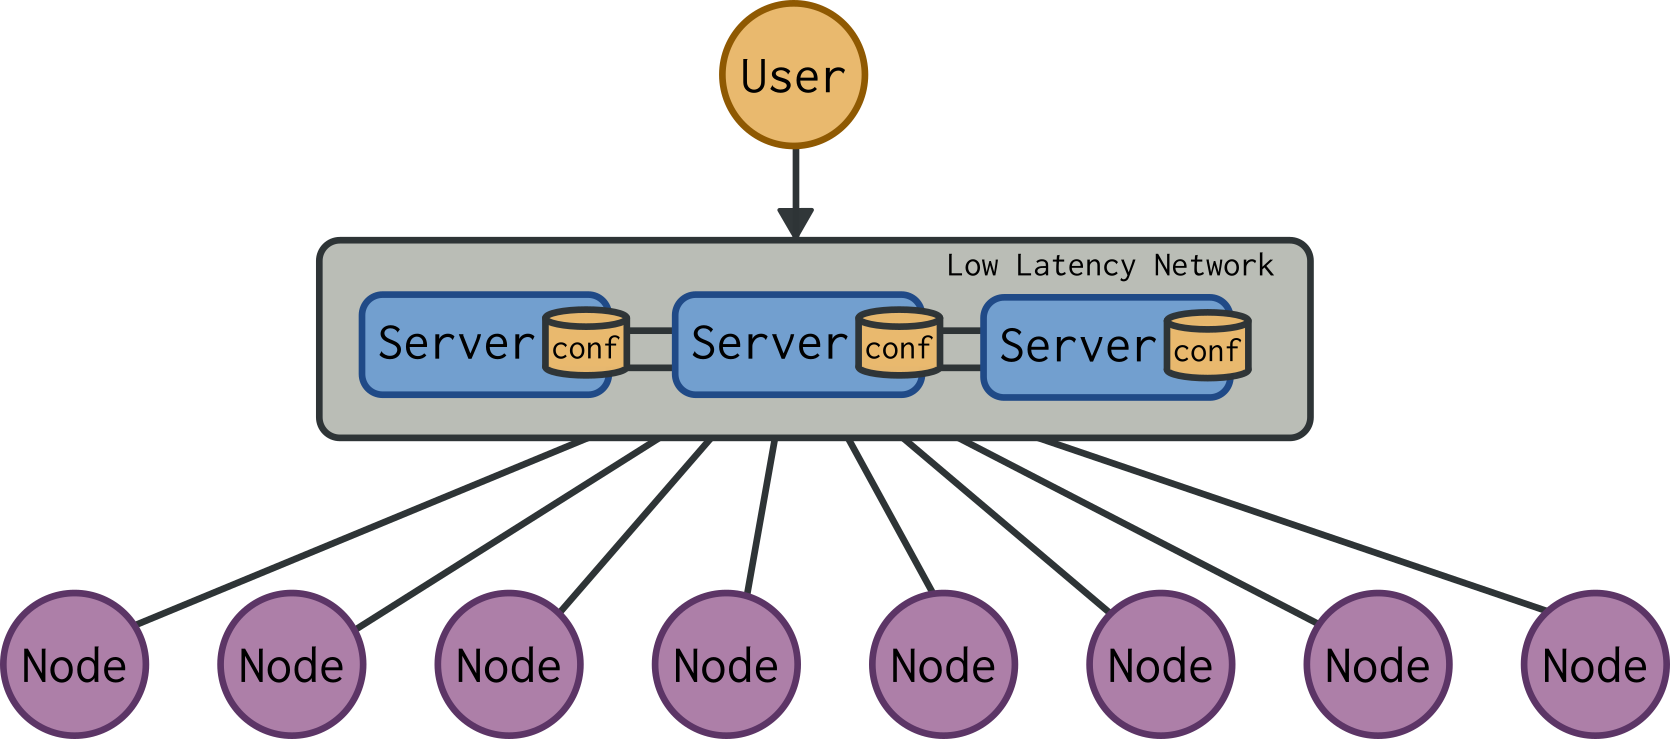 User
Low Latency Network
Server conf Server conf Server conf
Node Node Node Node Node Node Node Node